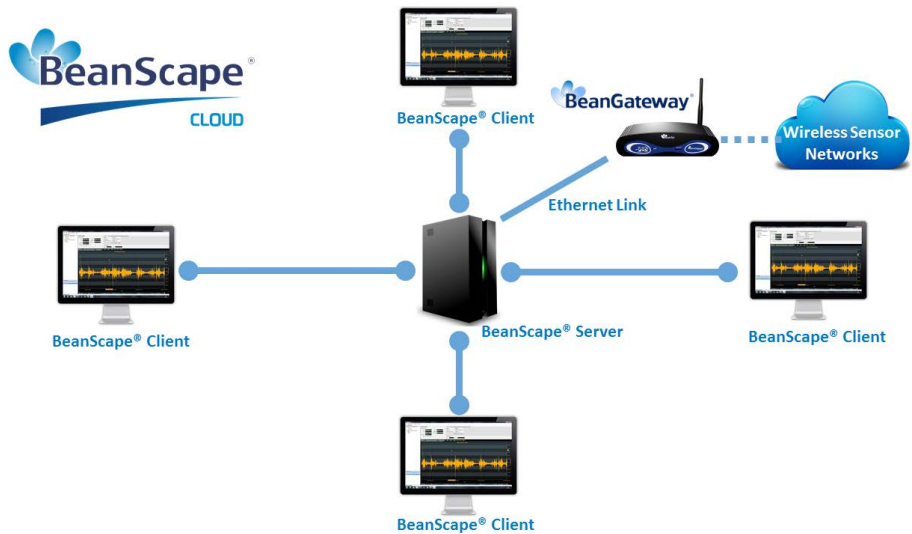 BeanScape®
CLOUD
BeanScape® Client
BeanGateway®
Wireless Sensor
Networks
Ethernet Link
BeanScape® Client
BeanScape® Server
BeanScape® Client
BeanScape® Client